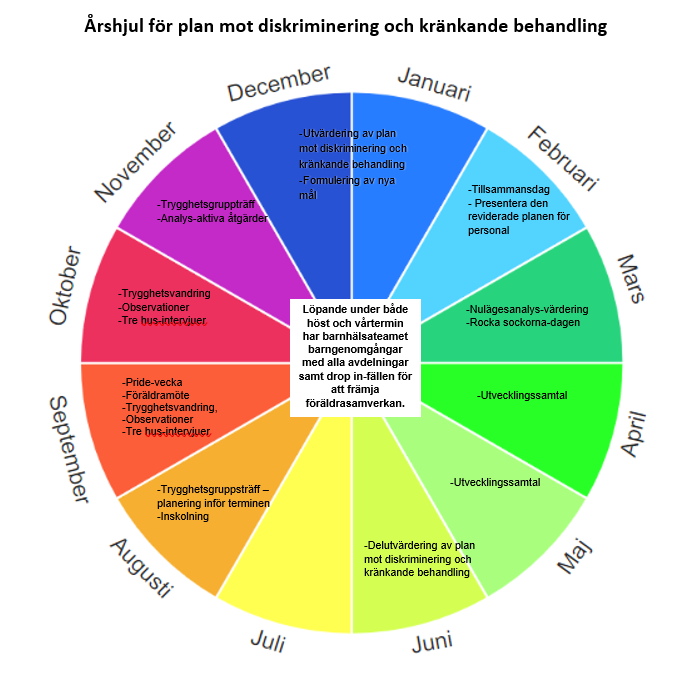 Årshjul för plan mot diskriminering och kränkande behandling
December
Januari
-Utvärdering av plan
mot diskriminering och
kränkande behandling
-Formulering av nya
mål
Februari
-Tillsammansdag
- Presentera den
reviderade planen för
personal
Mars
-Nulägesanalys-värdering
-Rocka sockorna-dagen
April
-Utvecklingssamtal
Maj
-Utvecklingssamtal
Juni
-Delutvärdering av plan
mot diskriminering och
kränkande behandling
Juli
Augusti
-Trygghetsgruppsträff –
planering inför terminen
-Inskolning
September
-Pride-vecka
-Föräldramöte
-Trygghetsvandring,
-Observationer
-Tre hus-intervjuer
Oktober
-Trygghetsvandring
-Observationer
-Tre hus-intervjuer
November
-Trygghetsgruppträff
-Analys-aktiva åtgärder
Löpande under både
höst och vårtermin
har barnhälsateamet
barngenomgångar
med alla avdelningar
samt drop in-fällen för
att främja
föräldrasamverkan.